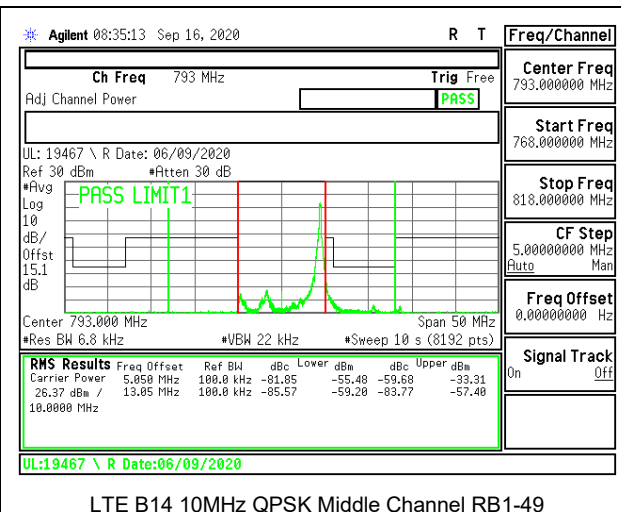 Agilent 08:35:13 Sep 16, 2020 R T
Freq/Channel
Ch Freq 793 MHz Trig Free
Adj Channel Power PASS
UL: 19467 \ R Date: 06/09/2020
Ref 30 dBm #Atten 30 dB
#Avg
Log
10
dB/
Offst
15.1
dB
PASS LIMIT1
Center 793.000 MHz Span 50 MHz
#Res BW 6.8 kHz #VBW 22 kHz #Sweep 10 s (8192 pts)
RMS Results Freq Offset Ref BW dBc Lower dBm dBc Upper dBm
Carrier Power 5.050 MHz 100.0 kHz -81.85 -55.48 -59.68 -33.31
26.37 dBm / 13.05 MHz 100.0 kHz -85.57 -59.20 -83.77 -57.40
10.0000 MHz
UL:19467 \ R Date:06/09/2020
Center Freq
793.000000 MHz
Start Freq
768.000000 MHz
Stop Freq
818.000000 MHz
CF Step
5.00000000 MHz
Auto Man
Freq Offset
0.00000000 Hz
Signal Track
On Off
LTE B14 10MHz QPSK Middle Channel RB1-49